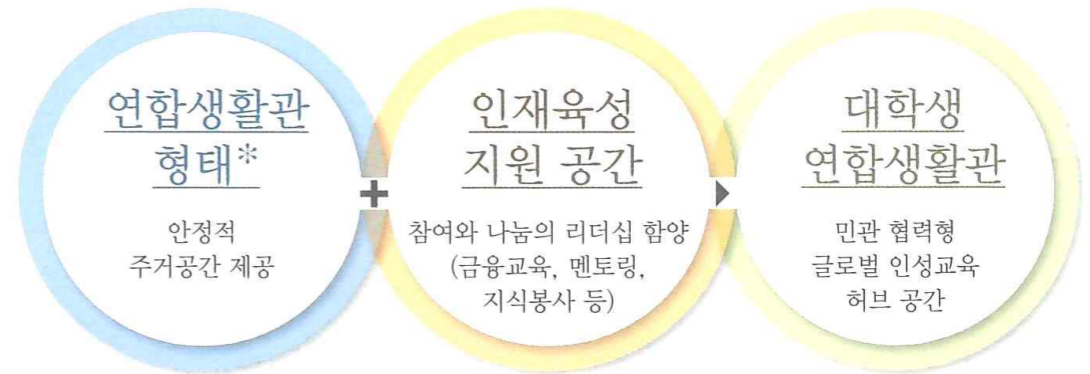 연합생활관
형태*
안정적
주거공간 제공
+
인재육성
지원 공간
참여와 나눔의 리더십 함양
(금융교육, 멘토링,
지식봉사 등)
대학생
연합생활관
민관 협력형
글로벌 인성교육
허브 공간